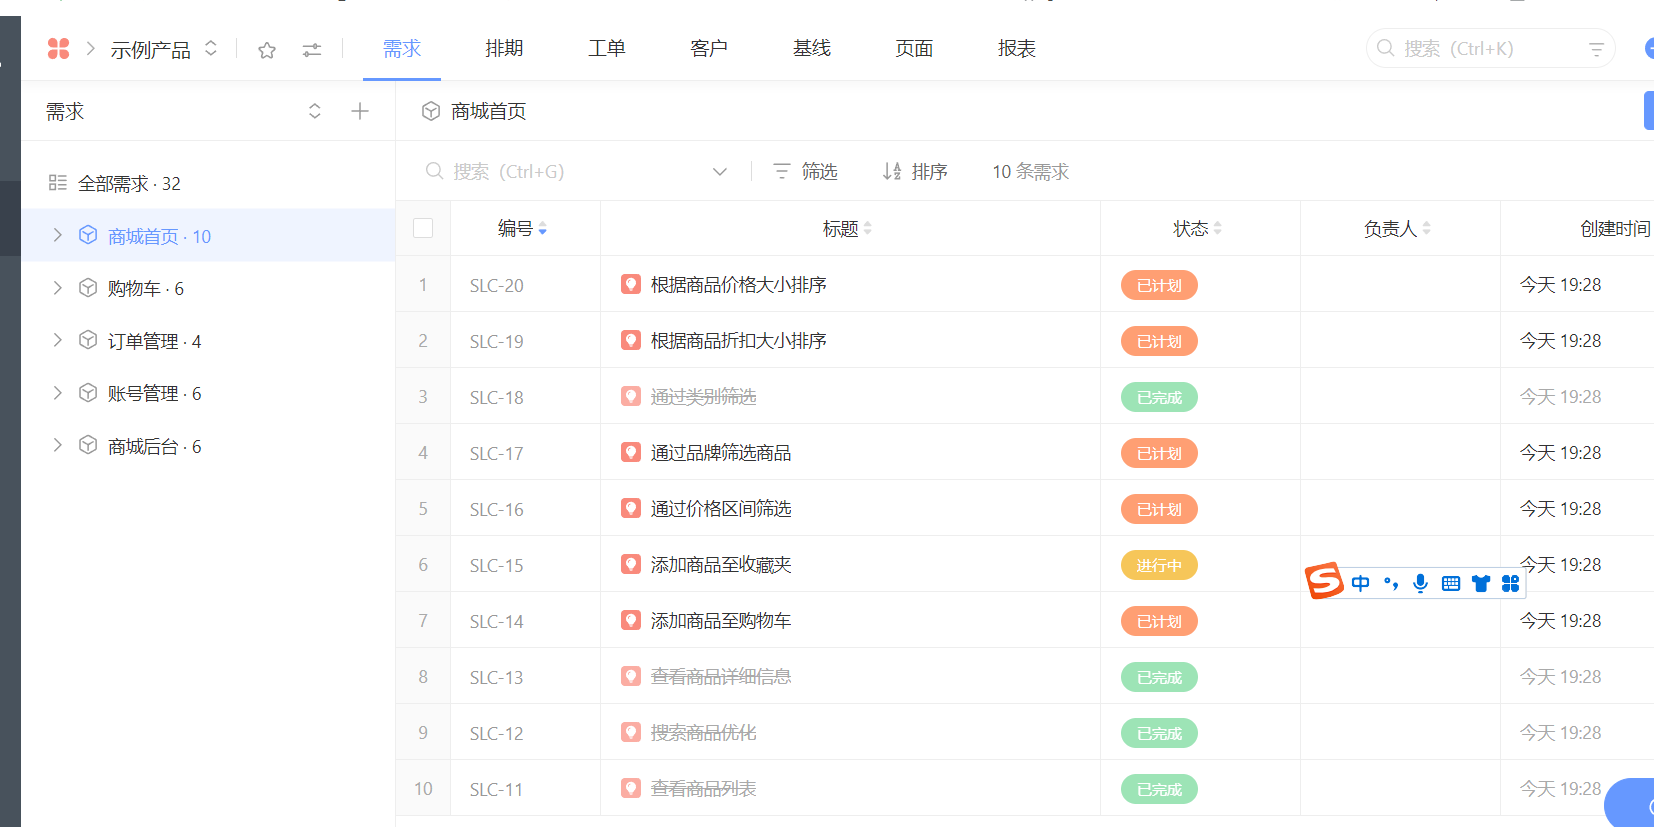 示例产品
需求 排期 工单 客户 基线 页面 报表
搜索（Ctrl+K）
需求
商城首页
搜索（Ctrl+G） 筛选 排序 10 条需求
全部需求 · 32
商城首页 · 10
购物车 · 6
订单管理 · 4
账号管理 · 6
商城后台 · 6
编号 标题 状态 负责人 创建时间
1 SLC-20 根据商品价格大小排序 已计划 今天 19:28
2 SLC-19 根据商品折扣大小排序 已计划 今天 19:28
3 SLC-18 通过类别筛选 已完成 今天 19:28
4 SLC-17 通过品牌筛选商品 已计划 今天 19:28
5 SLC-16 通过价格区间筛选 已计划 今天 19:28
6 SLC-15 添加商品至收藏夹 进行中 今天 19:28
中
7 SLC-14 添加商品至购物车 已计划 今天 19:28
8 SLC-13 查看商品详细信息 已完成 今天 19:28
9 SLC-12 搜索商品优化 已完成 今天 19:28
10 SLC-11 查看商品列表 已完成 今天 19:28